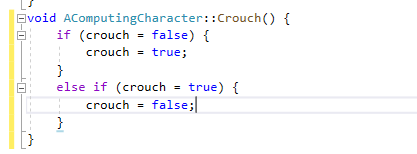 }
void AComputingCharacter::Crouch() {
if (crouch = false) {
crouch = true;
}
else if (crouch = true) {
crouch = false;
}
}